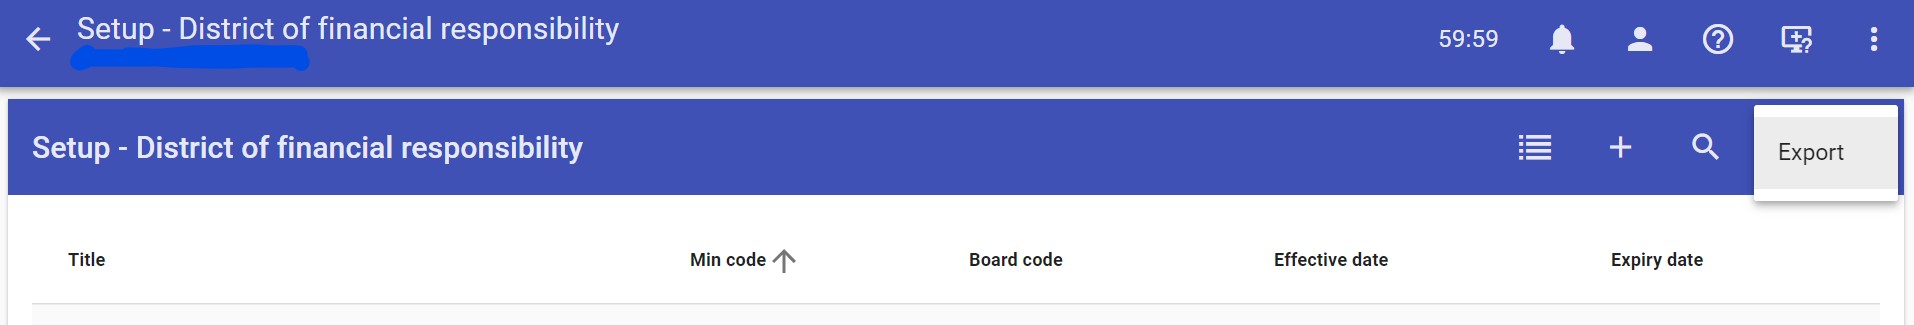 Setup - District of financial responsibility
59:59
Setup - District of financial responsibility
Export
Title Min code Board code Effective date Expiry date